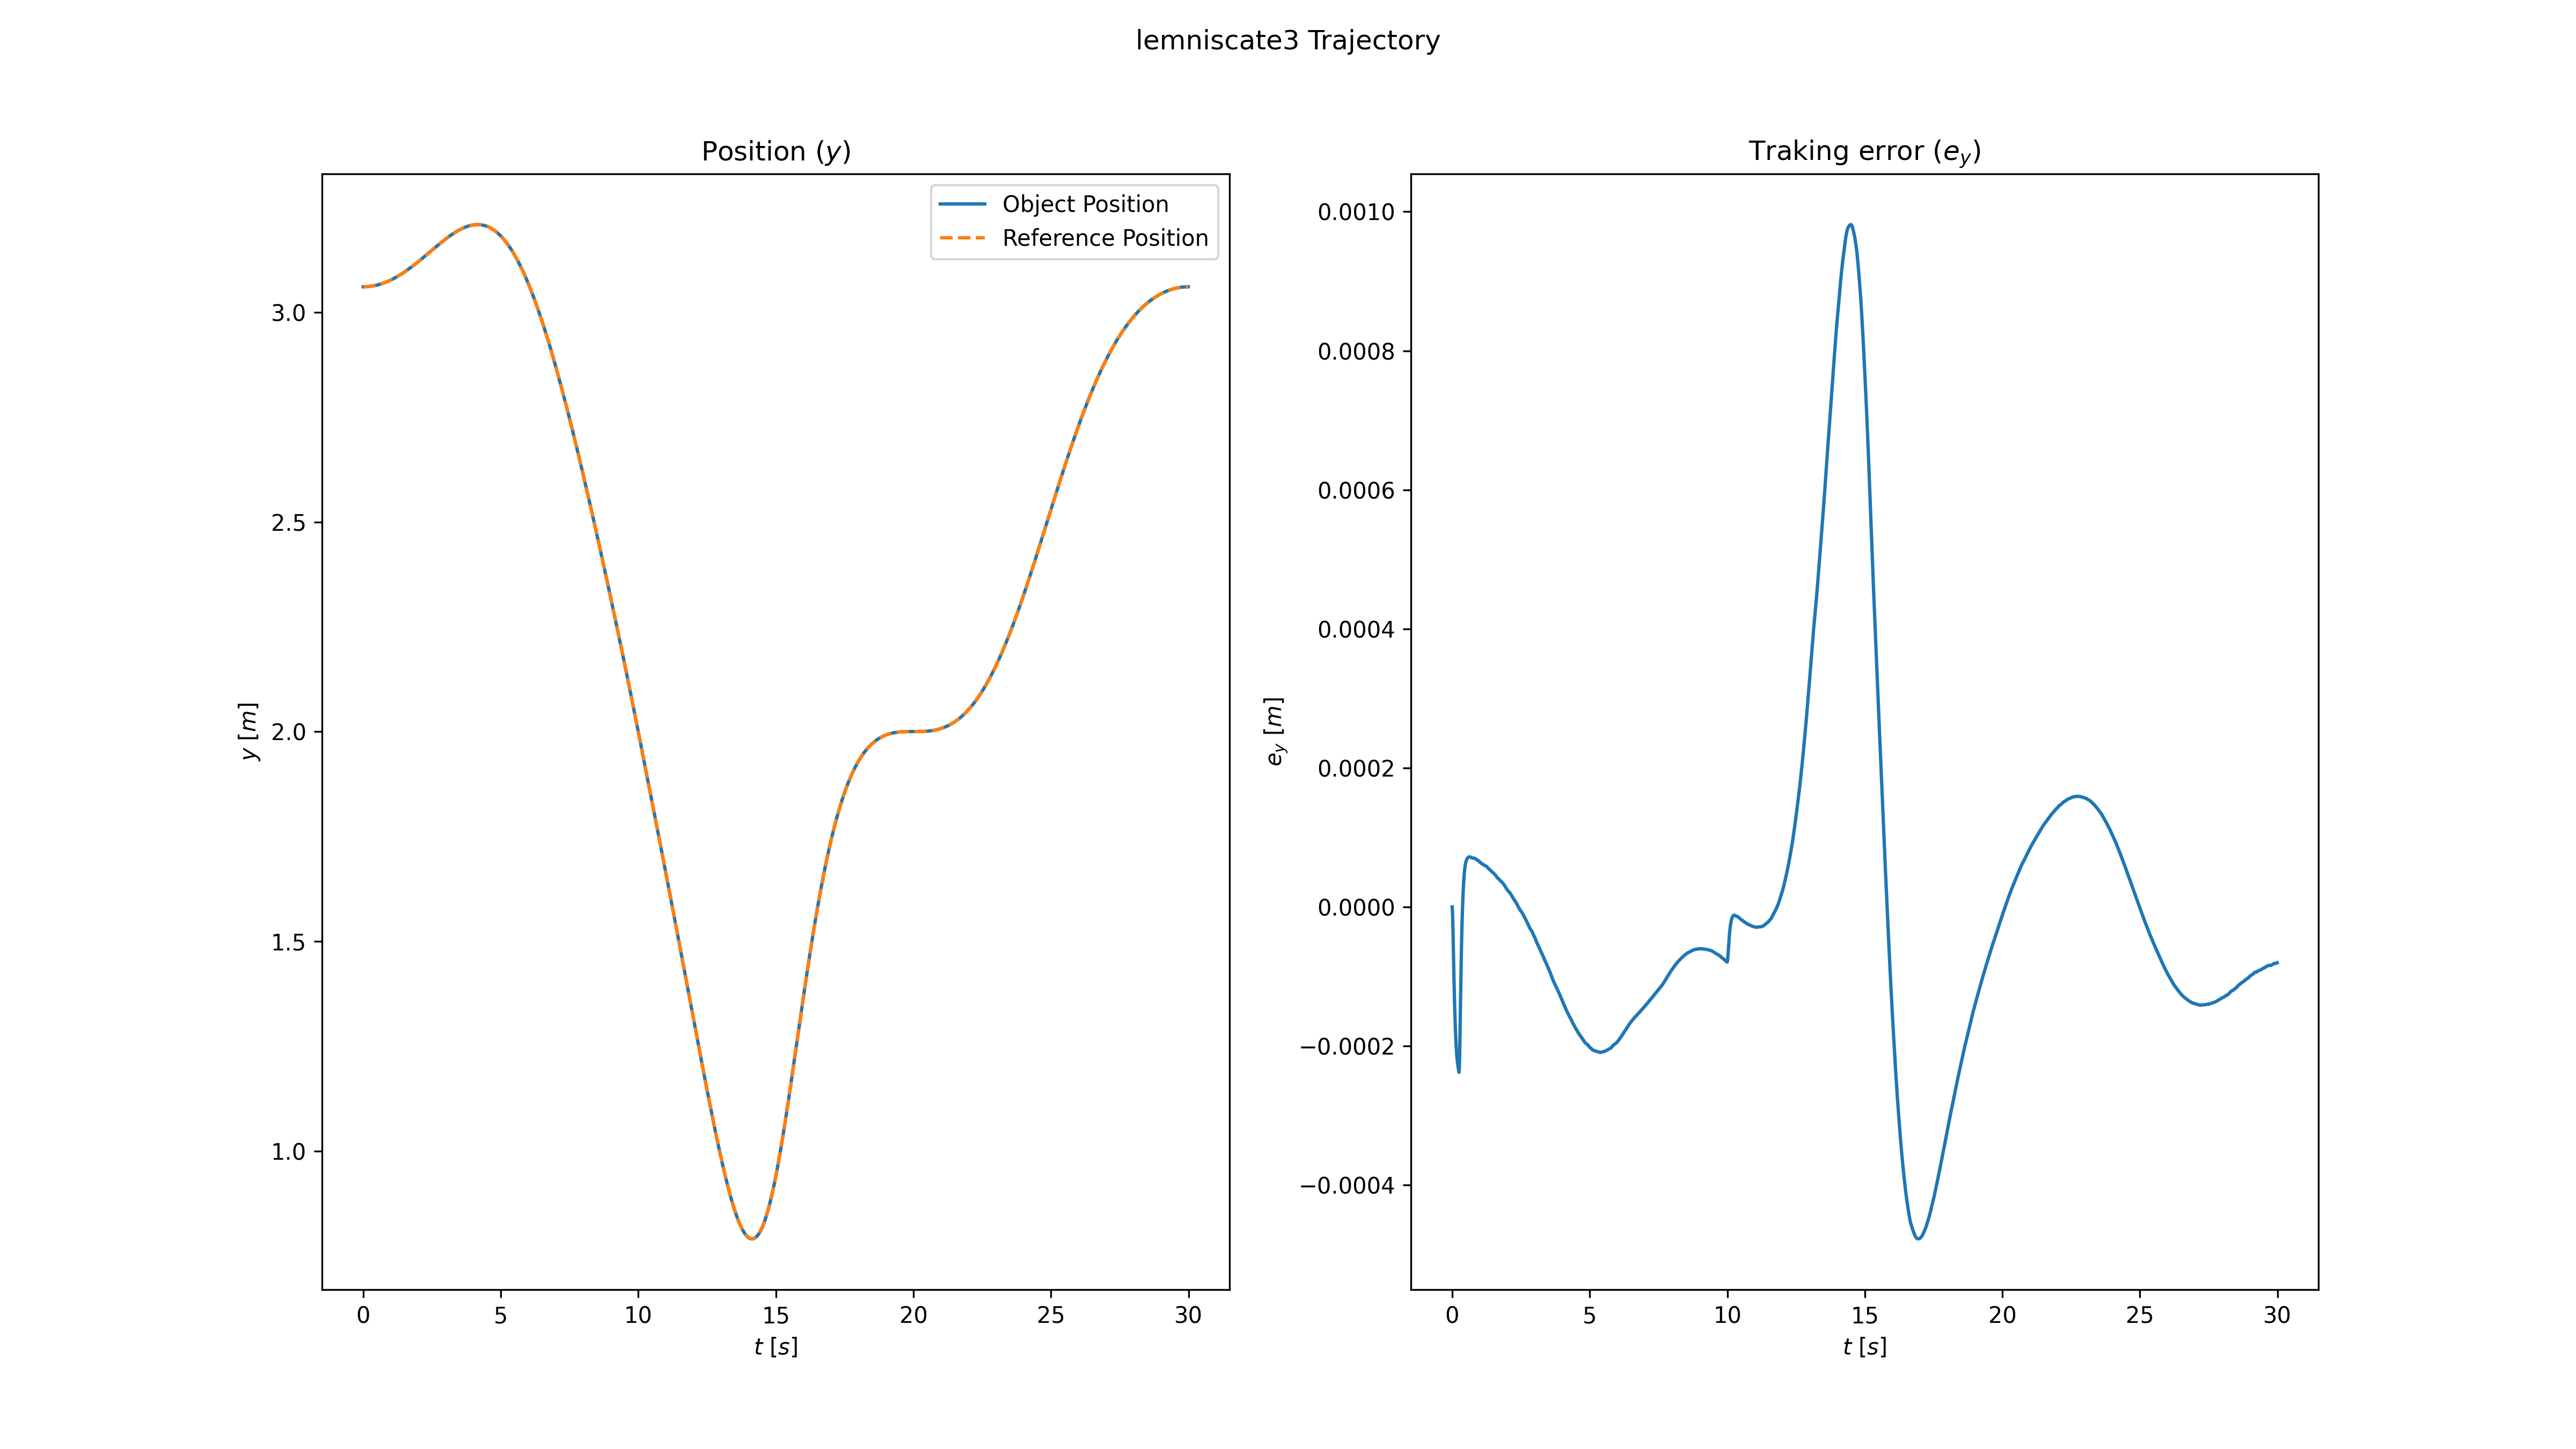 lemniscate3 Trajectory
Position (y)
Object Position
Reference Position
3.0
2.5
2.0
1.5
1.0
y [m]
0 5 10 15 20 25 30
t [s]
Traking error (e_y)
0.0010
0.0008
0.0006
0.0004
0.0002
0.0000
−0.0002
−0.0004
e_y [m]
0 5 10 15 20 25 30
t [s]